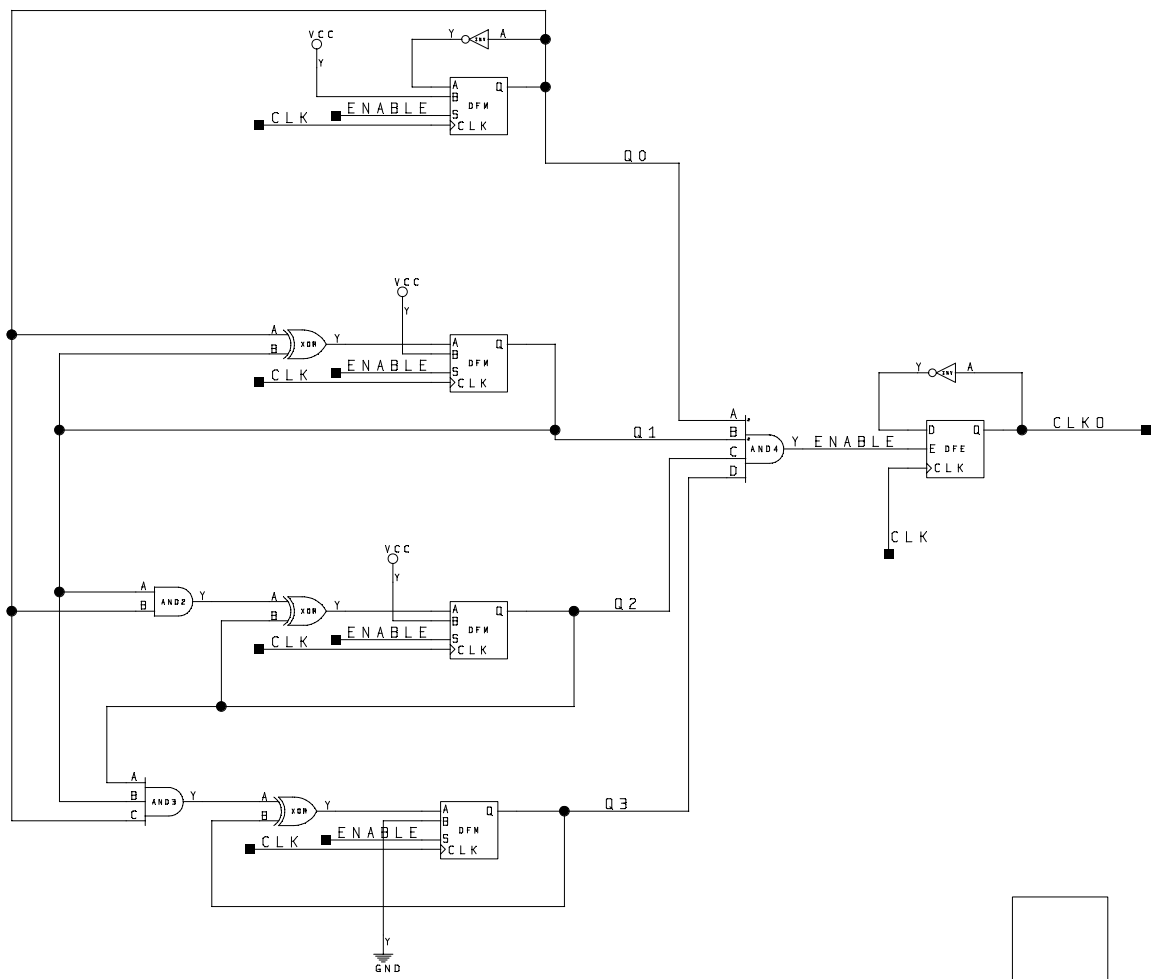 VCC
Y
Y INV A
A Q
B
DFM
S
CLK
ENABLE
CLK
Q0
VCC
Y
A
B
XOR
Y
A Q
B
DFM
S
CLK
ENABLE
CLK
Q1
Y INV A
D Q
E DFE
CLK
CLKO
CLK
A
B
C
D
AND4
Y ENABLE
VCC
Y
A
B
AND2
Y
A
B
XOR
Y
A Q
B
DFM
S
CLK
ENABLE
CLK
Q2
A
B
C
AND3
Y
A
B
XOR
Y
A Q
B
DFM
S
CLK
ENABLE
CLK
Q3
Y
GND